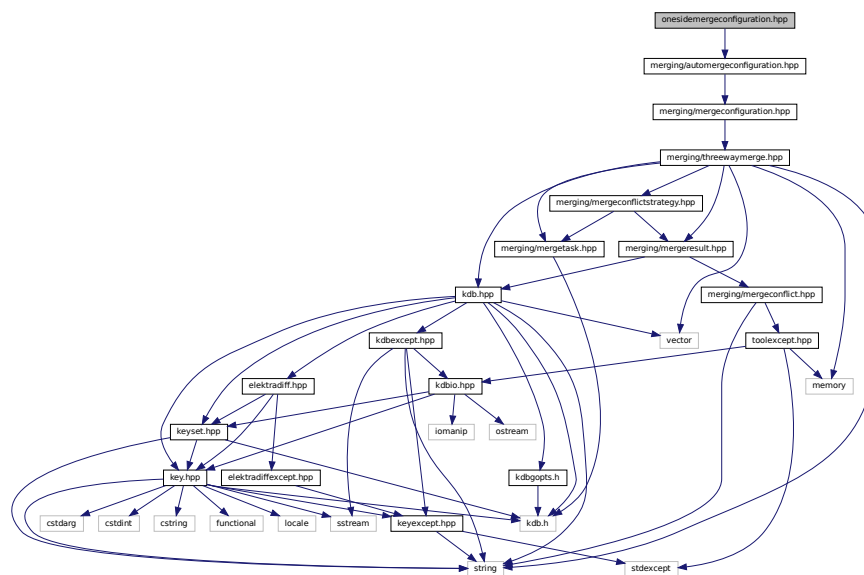 onesidemergeconfiguration.hpp
merging/automergeconfiguration.hpp
merging/mergeconfiguration.hpp
merging/threewaymerge.hpp
merging/mergeconflictstrategy.hpp
merging/mergetask.hpp
merging/mergeresult.hpp
kdb.hpp
merging/mergeconflict.hpp
kdbexcept.hpp
vector
toolexcept.hpp
elektradiff.hpp
kdbio.hpp
memory
keyset.hpp
iomanip
ostream
key.hpp
elektradiffexcept.hpp
kdbgopts.h
cstdarg
cstdint
cstring
functional
locale
sstream
keyexcept.hpp
kdb.h
string
stdexcept